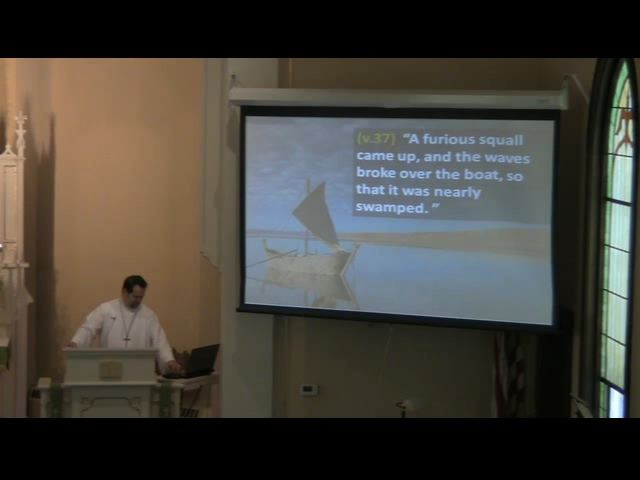 (v.37) “A furious squall
came up, and the waves
broke over the boat, so
that it was nearly
swamped.”